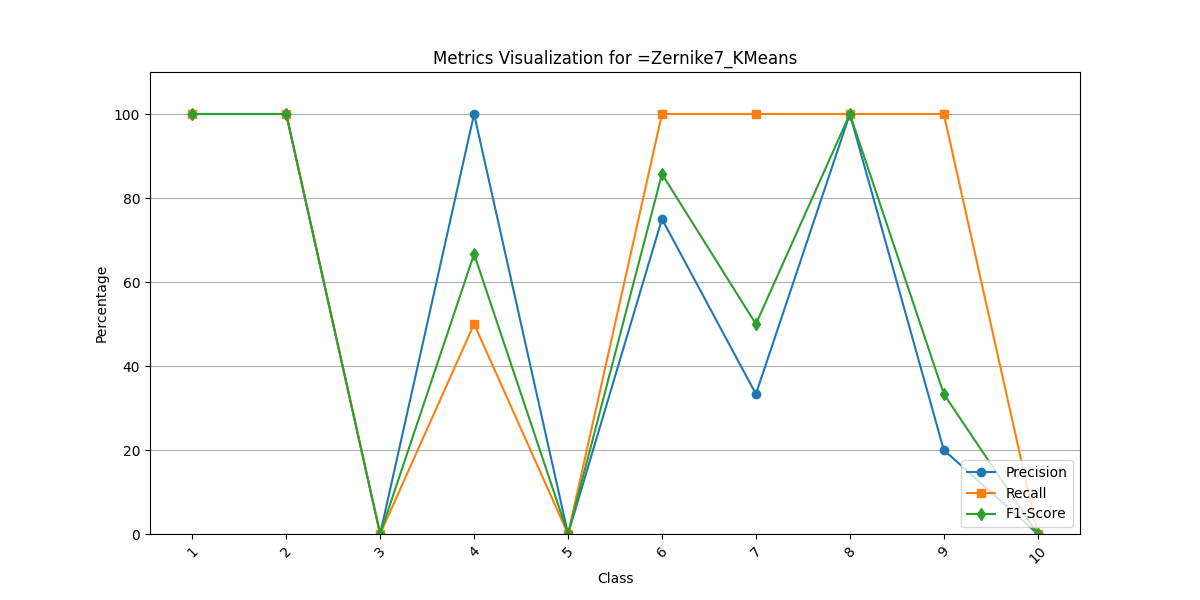 Metrics Visualization for =Zernike7_KMeans
Percentage
100
80
60
40
20
0
Precision
Recall
F1-Score
1 2 3 4 5 6 7 8 9 10
Class